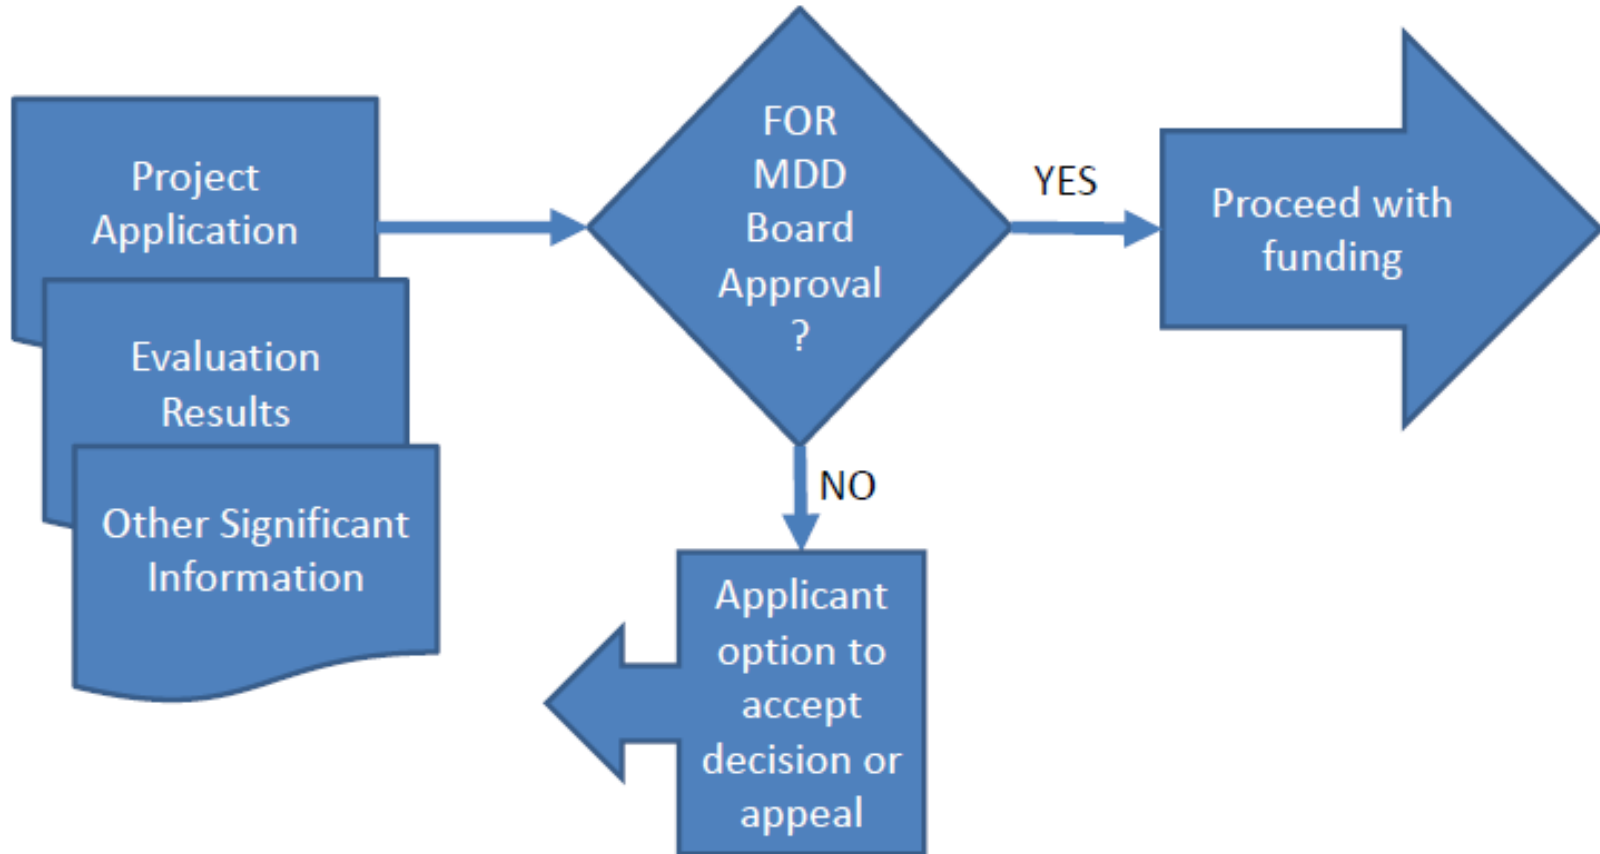 Project
Application
Evaluation
Results
Other Significant
Information
FOR
MDD
Board
Approval
?
YES
Proceed with
funding
NO
Applicant
option to
accept
decision or
appeal